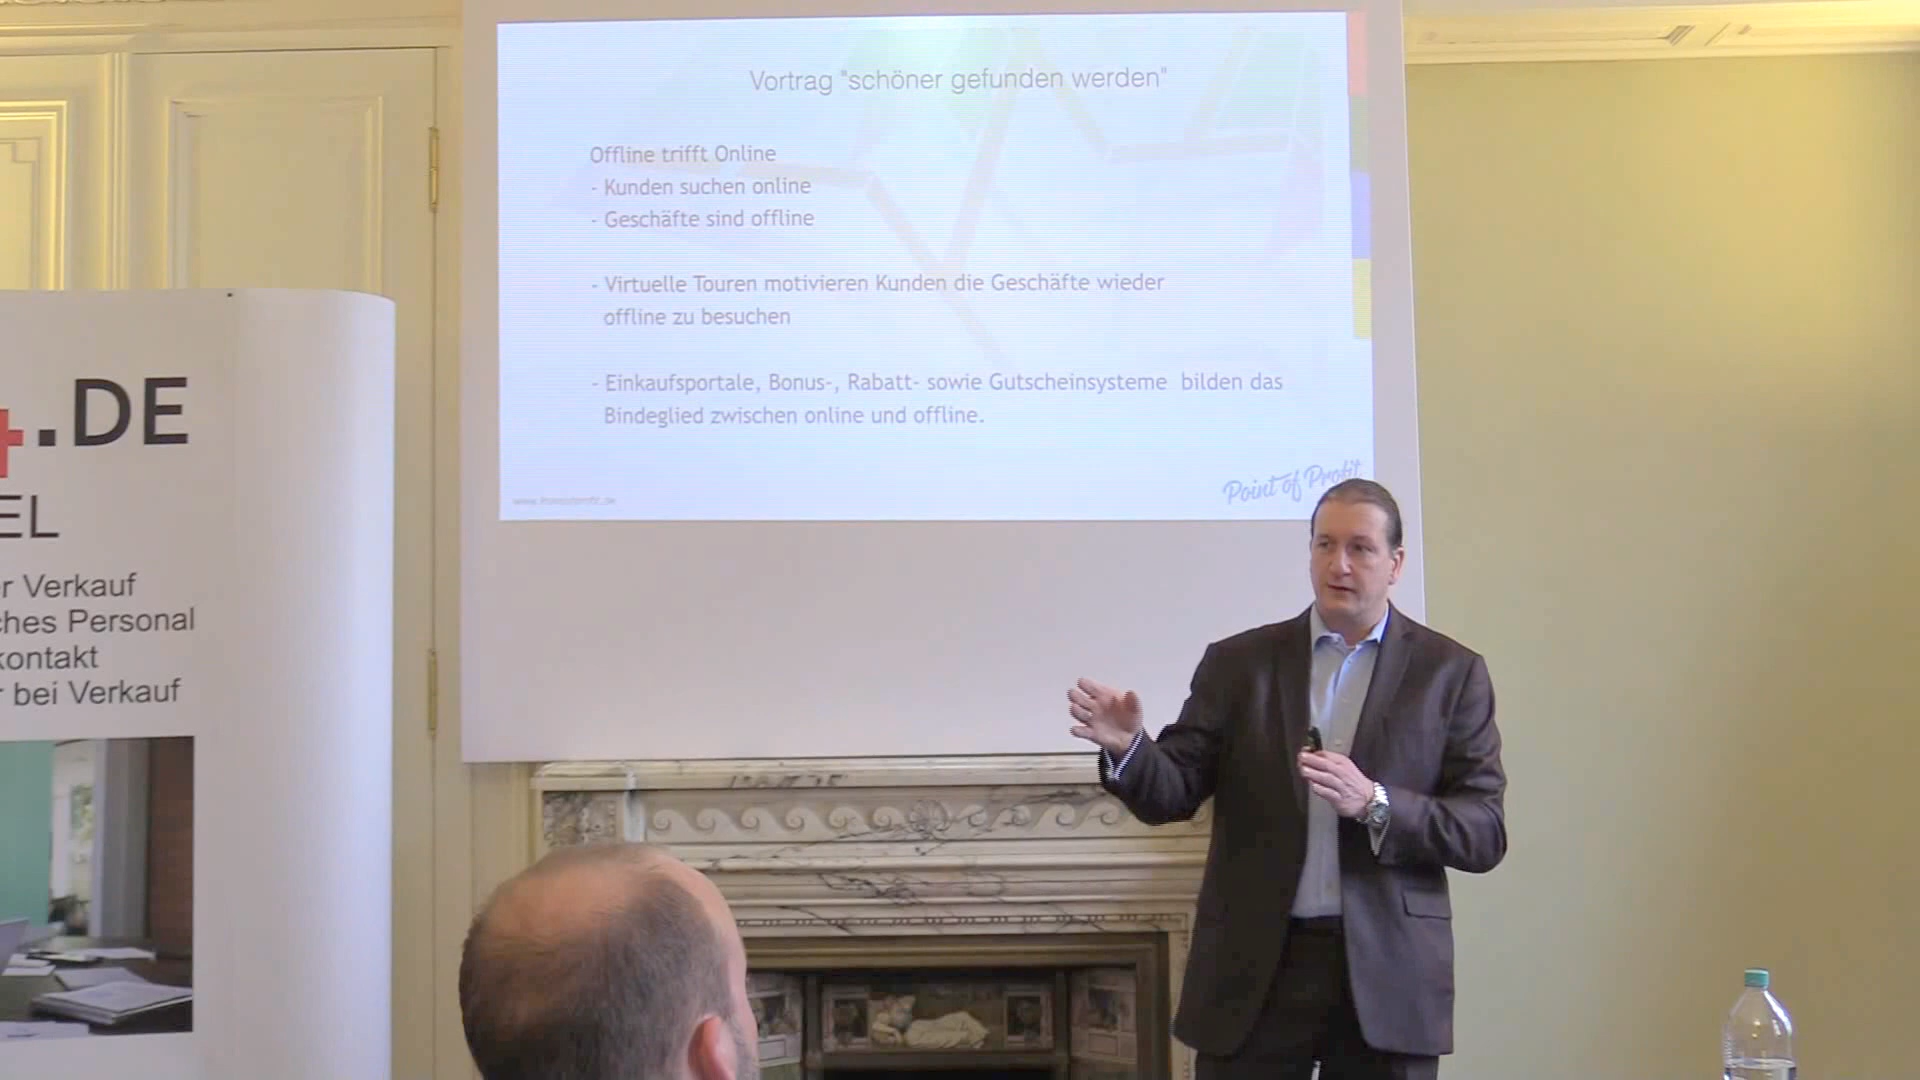 Vortrag "schöner gefunden werden"
Offline trifft Online
- Kunden suchen online
- Geschäfte sind offline
- Virtuelle Touren motivieren Kunden die Geschäfte wieder
offline zu besuchen
- Einkaufsportale, Bonus-, Rabatt- sowie Gutscheinsysteme bilden das
Bindeglied zwischen online und offline.
Point of Profit
4.DE
EL
r Verkauf
ches Personal
kontakt
r bei Verkauf